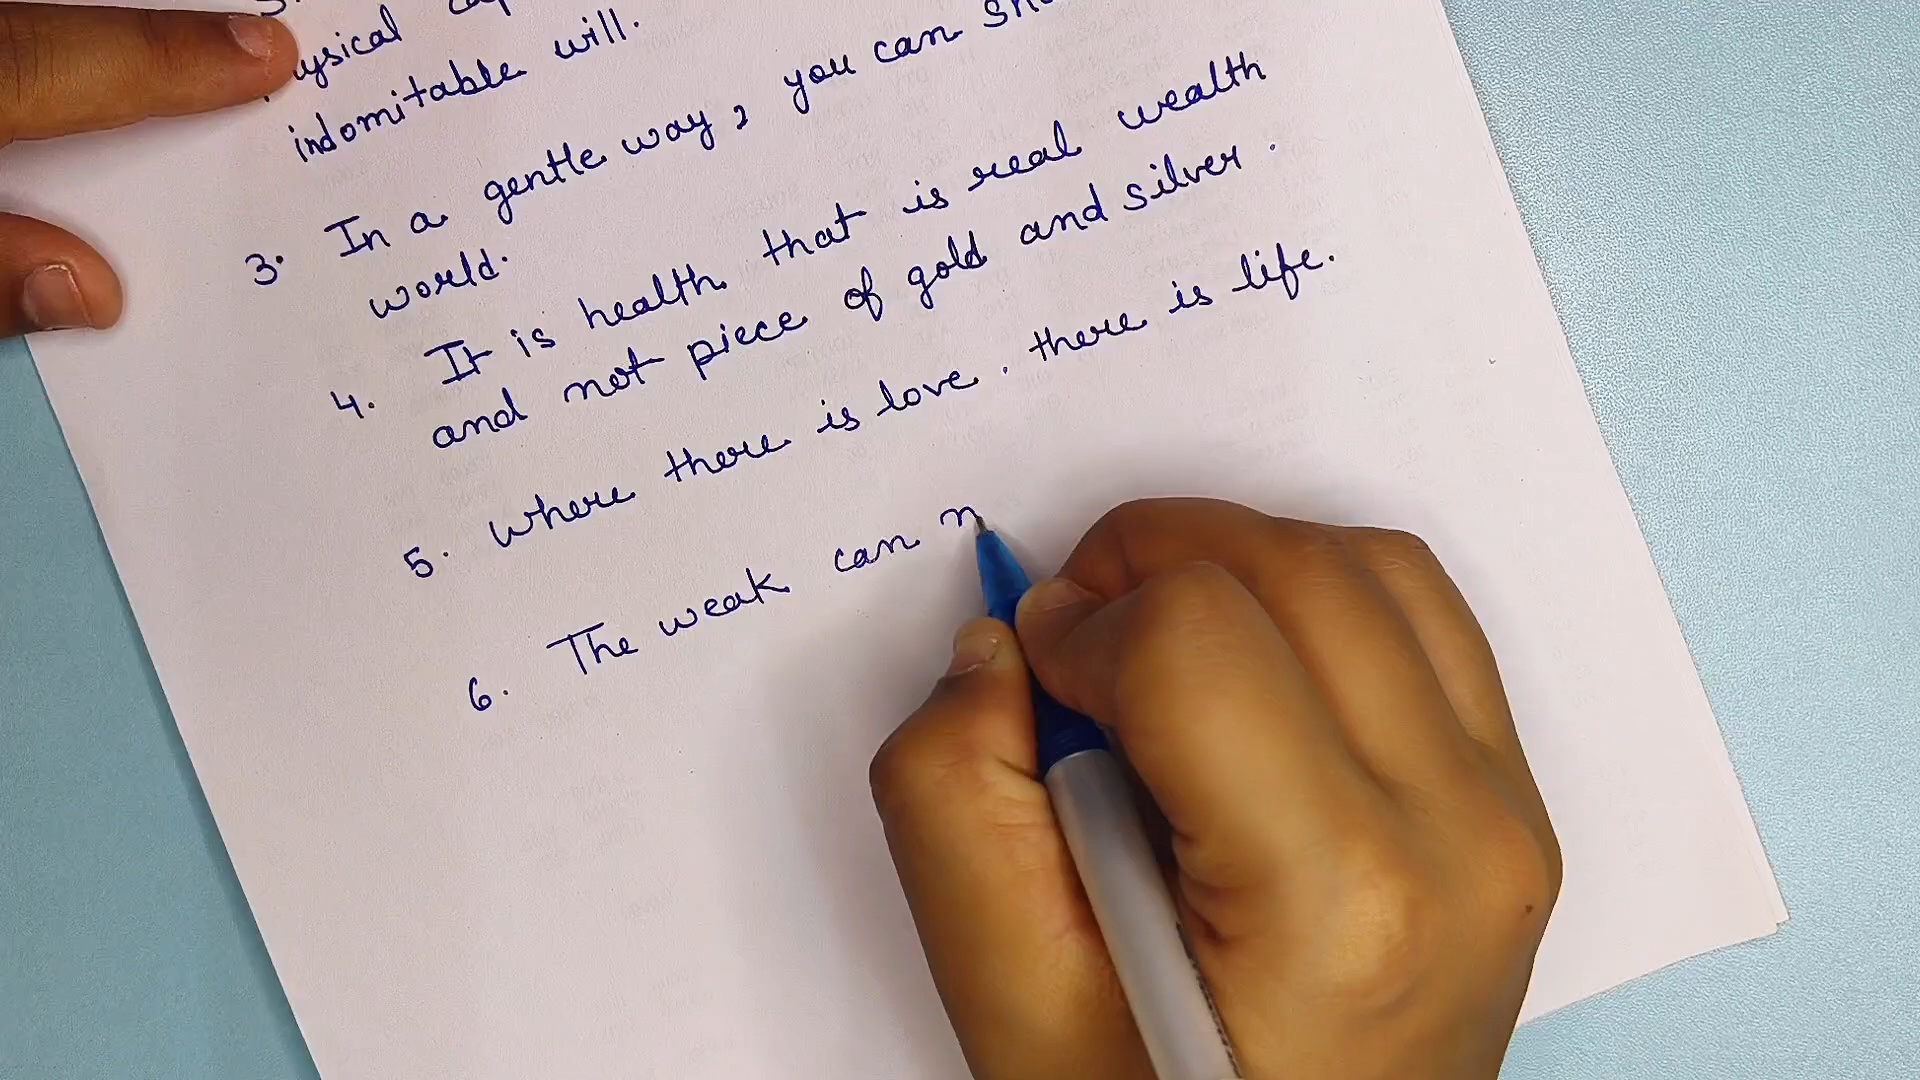 indomitable will.
3. In a gentle way, you can
world.
4. It is health that is real wealth
and not piece of gold and silver.
5. where there is love. there is life.
6. The weak can n